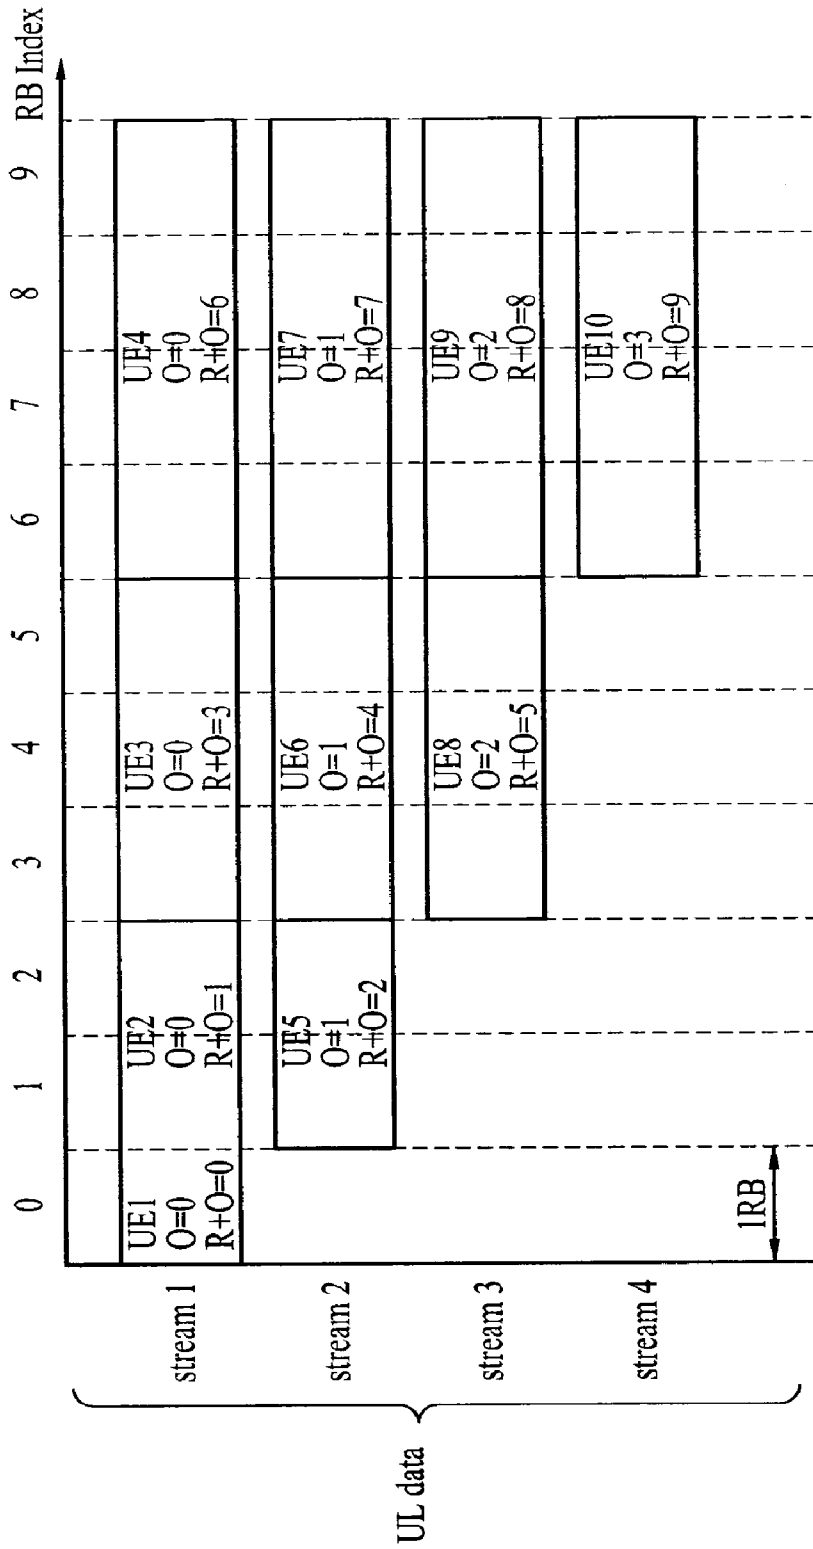 0 1 2 3 4 5 6 7 8 9 RB Index
UL data
stream 1
UE1
O=0
R+O=0
UE2
O=0
R+O=1
UE3
O=0
R+O=3
UE4
O=0
R+O=6
stream 2
UE5
O=1
R+O=2
UE6
O=1
R+O=4
UE7
O=1
R+O=7
stream 3
UE8
O=2
R+O=5
UE9
O=2
R+O=8
stream 4
UE10
O=3
R+O=9
1RB